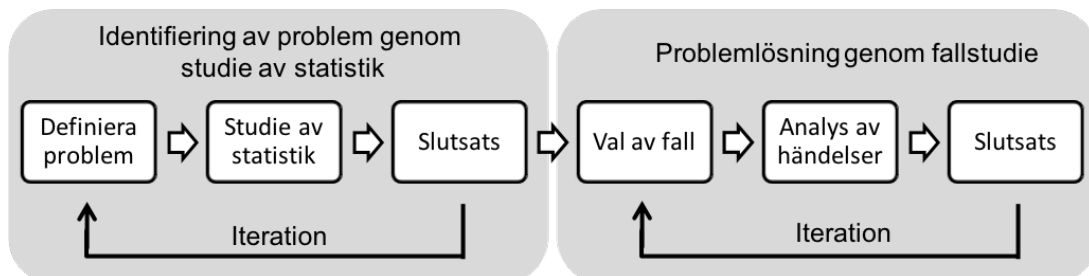 Identifiering av problem genom
studie av statistik
Definiera
problem
Studie av
statistik
Slutsats
Iteration
Problemlösning genom fallstudie
Val av fall
Analys av
händelser
Slutsats
Iteration